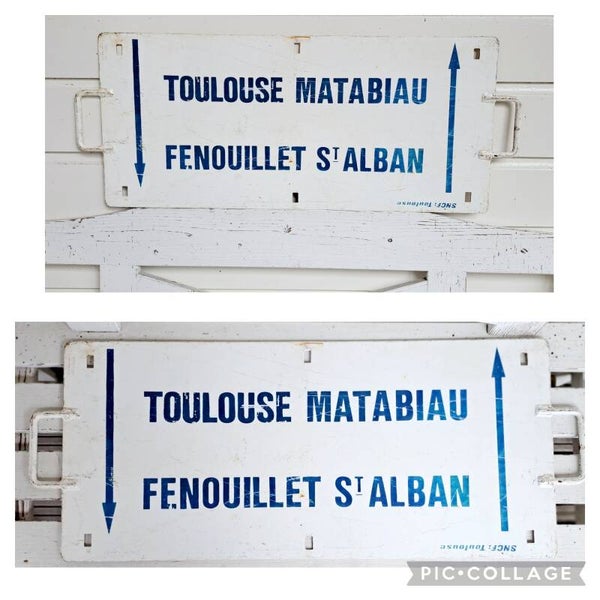 TOULOUSE MATABIAU
FENOUILLET ST ALBAN
SNCF: Toulouse
TOULOUSE MATABIAU
FENOUILLET ST ALBAN
SNCF: Toulouse
PIC•COLLAGE